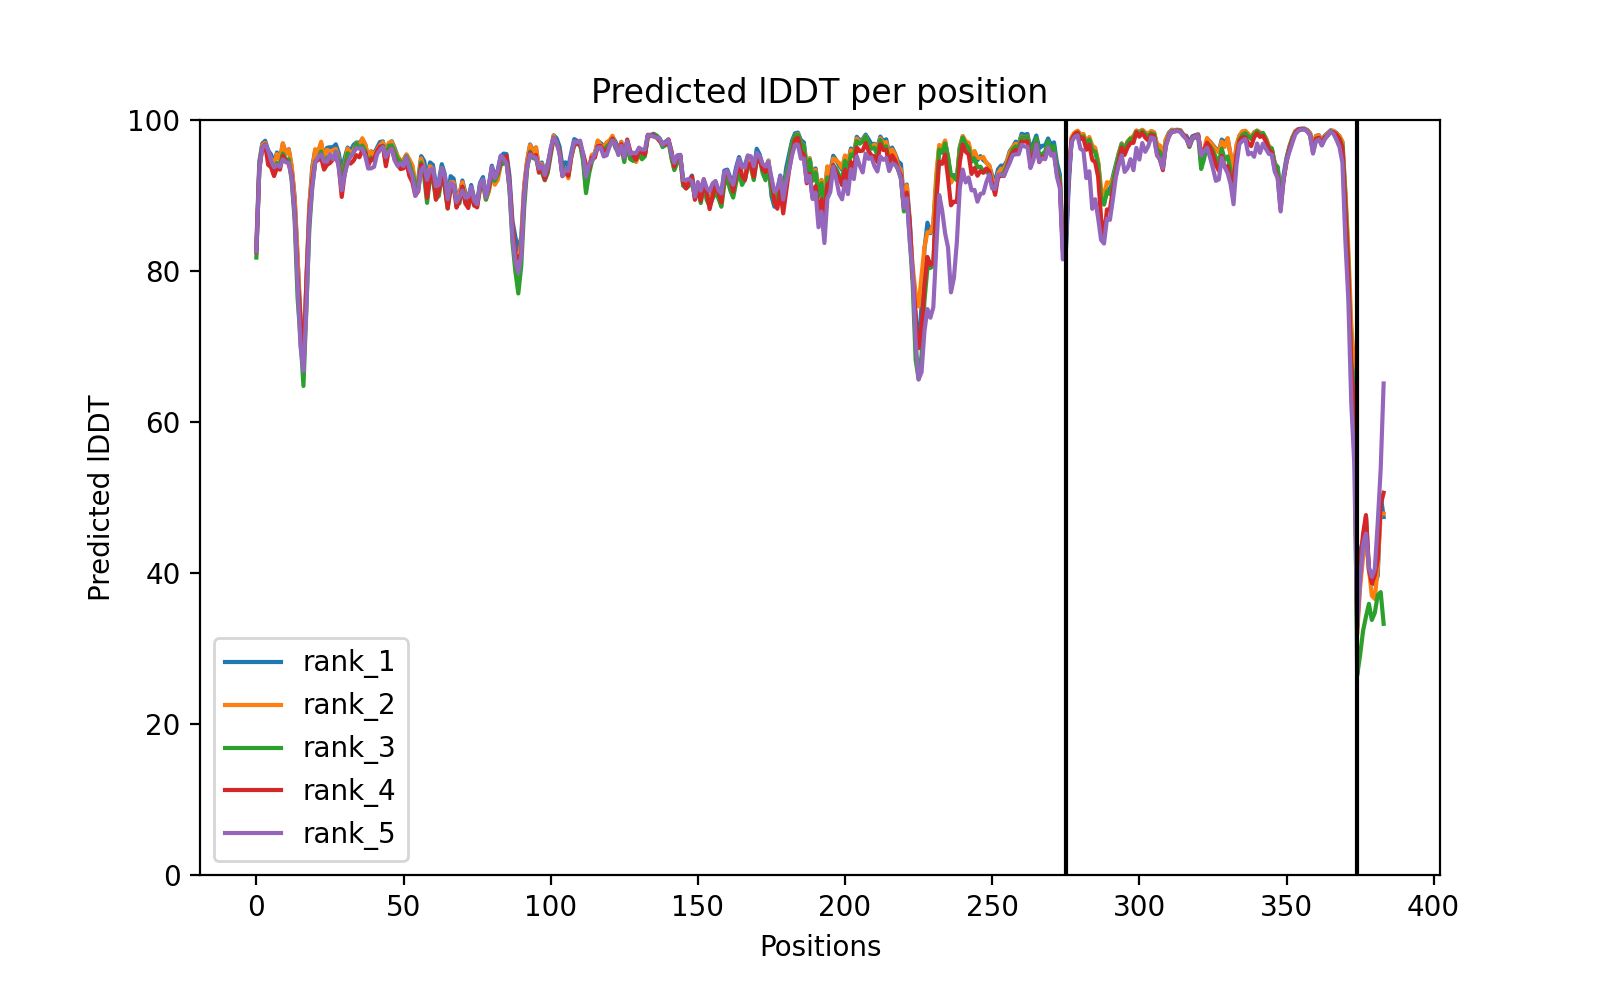 Predicted lDDT per position
100
80
60
40
20
0
Predicted lDDT
rank_1
rank_2
rank_3
rank_4
rank_5
0 50 100 150 200 250 300 350 400
Positions